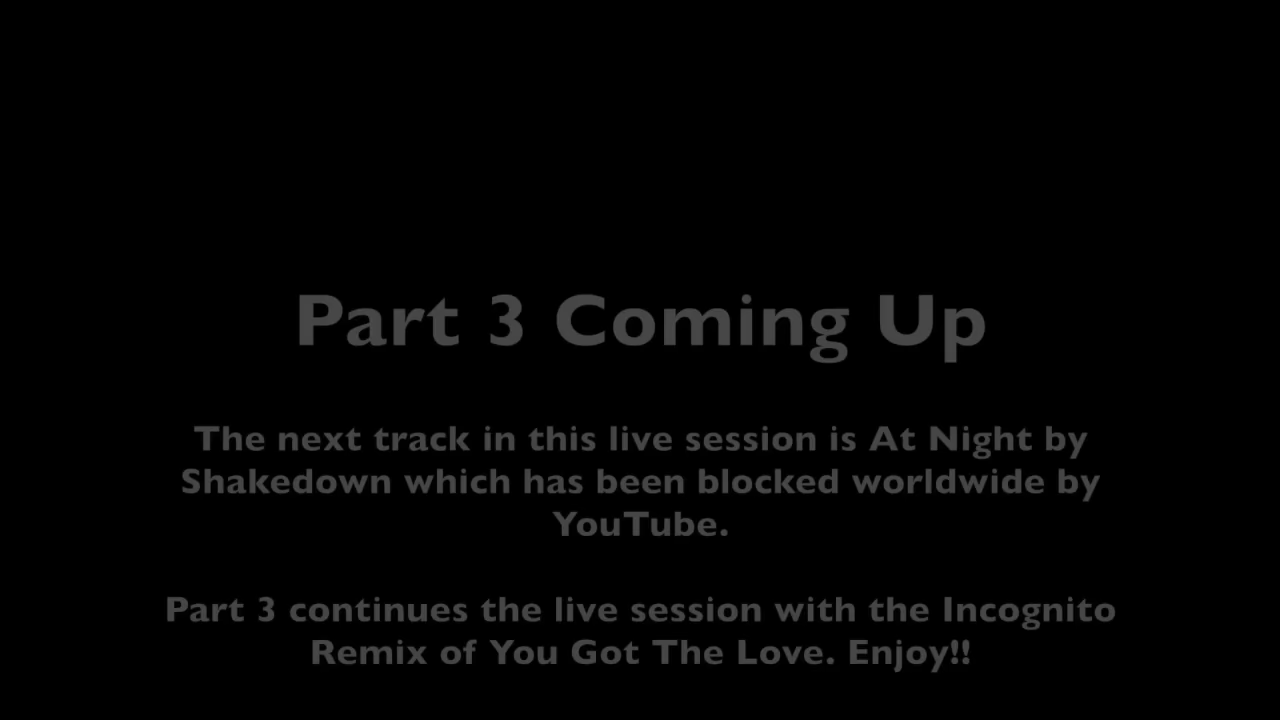 Part 3 Coming Up
The next track in this live session is At Night by
Shakedown which has been blocked worldwide by
YouTube.
Part 3 continues the live session with the Incognito
Remix of You Got The Love. Enjoy!!